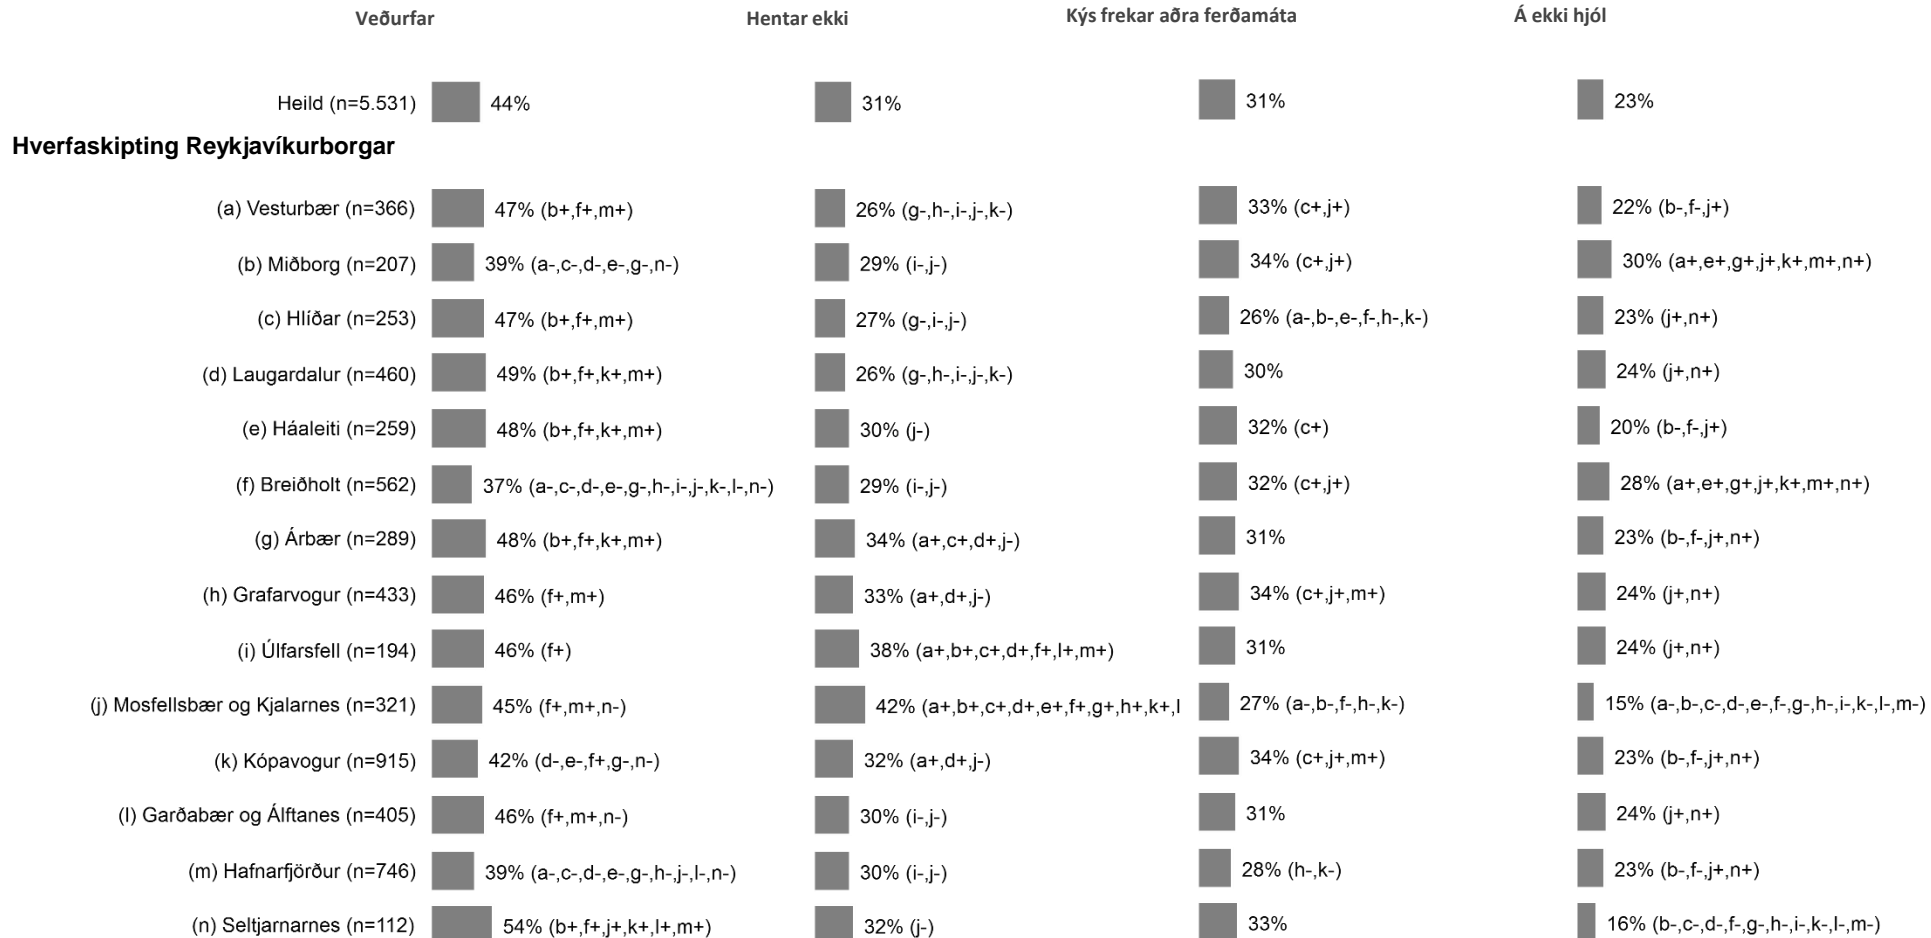 Veðurfar Hentar ekki Kýs frekar aðra ferðamáta Á ekki hjól
Heild (n=5.531) 44% 31% 31% 23%
Hverfaskipting Reykjavíkurborgar
(a) Vesturbær (n=366) 47% (b+,f+,m+) 26% (g-,h-,i-,j-,k-) 33% (c+,j+) 22% (b-,f-,j+)
(b) Miðborg (n=207) 39% (a-,c-,d-,e-,g-,n-) 29% (i-,j-) 34% (c+,j+) 30% (a+,e+,g+,j+,k+,m+,n+)
(c) Hlíðar (n=253) 47% (b+,f+,m+) 27% (g-,i-,j-) 26% (a-,b-,e-,f-,h-,k-) 23% (j+,n+)
(d) Laugardalur (n=460) 49% (b+,f+,k+,m+) 26% (g-,h-,i-,j-,k-) 30% 24% (j+,n+)
(e) Háaleiti (n=259) 48% (b+,f+,k+,m+) 30% (j-) 32% (c+) 20% (b-,f-,j+)
(f) Breiðholt (n=562) 37% (a-,c-,d-,e-,g-,h-,i-,j-,k-,l-,n-) 29% (i-,j-) 32% (c+,j+) 28% (a+,e+,g+,j+,k+,m+,n+)
(g) Árbær (n=289) 48% (b+,f+,k+,m+) 34% (a+,c+,d+,j-) 31% 23% (b-,f-,j+,n+)
(h) Grafarvogur (n=433) 46% (f+,m+) 33% (a+,d+,j-) 34% (c+,j+,m+) 24% (j+,n+)
(i) Úlfarsfell (n=194) 46% (f+) 38% (a+,b+,c+,d+,f+,l+,m+) 31% 24% (j+,n+)
(j) Mosfellsbær og Kjalarnes (n=321) 45% (f+,m+,n-) 42% (a+,b+,c+,d+,e+,f+,g+,h+,k+,l 27% (a-,b-,f-,h-,k-) 15% (a-,b-,c-,d-,e-,f-,g-,h-,i-,k-,l-,m-)
(k) Kópavogur (n=915) 42% (d-,e-,f+,g-,n-) 32% (a+,d+,j-) 34% (c+,j+,m+) 23% (b-,f-,j+,n+)
(l) Garðabær og Álftanes (n=405) 46% (f+,m+,n-) 30% (i-,j-) 31% 24% (j+,n+)
(m) Hafnarfjörður (n=746) 39% (a-,c-,d-,e-,g-,h-,j-,l-,n-) 30% (i-,j-) 28% (h-,k-) 23% (b-,f-,j+,n+)
(n) Seltjarnarnes (n=112) 54% (b+,f+,j+,k+,l+,m+) 32% (j-) 33% 16% (b-,c-,d-,f-,g-,h-,i-,k-,l-,m-)